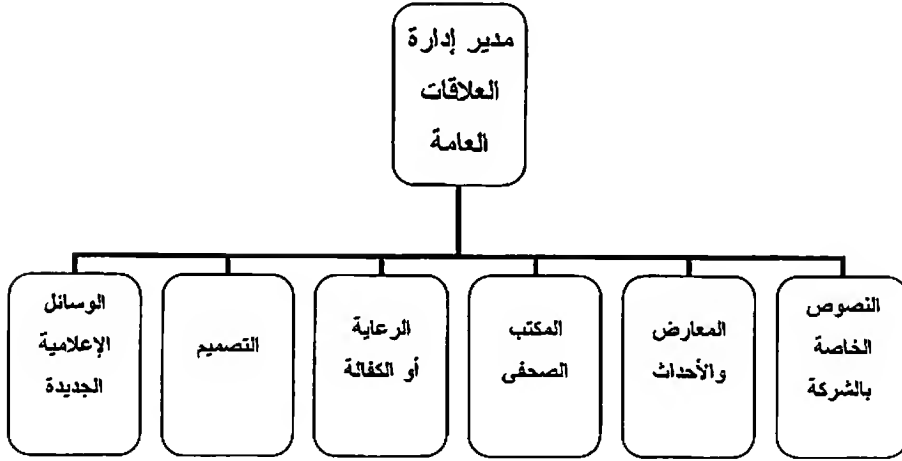 مدير إدارة
العلاقات
العامة
النصوص
الخاصة
بالشركة
المعارض
والأحداث
المكتب
الصحفى
الرعاية
أو الكفالة
التصميم
الوسائل
الإعلامية
الجديدة